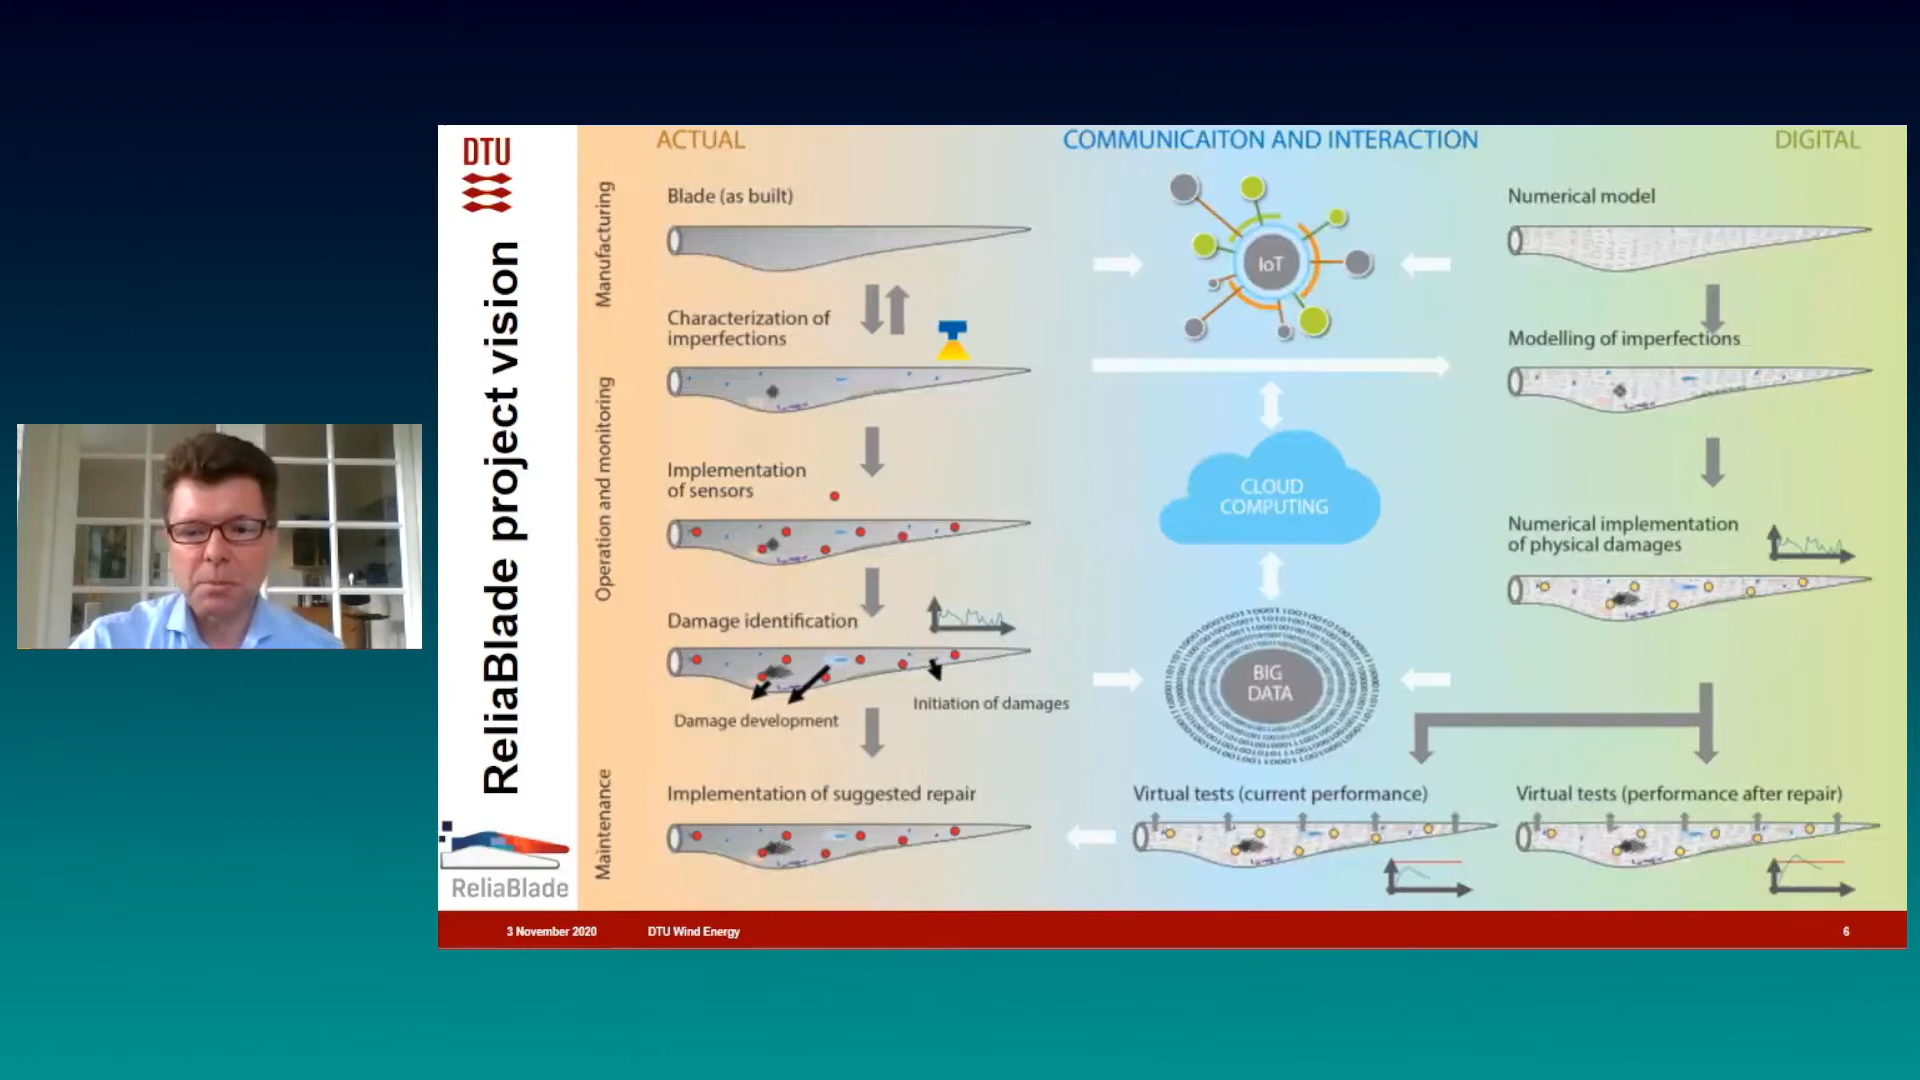 DTU
ReliaBlade project vision
ReliaBlade
ACTUAL
COMMUNICAITON AND INTERACTION
DIGITAL
Manufacturing
Operation and monitoring
Maintenance
Blade (as built)
Characterization of
imperfections
Implementation
of sensors
Damage identification
Damage development
Initiation of damages
Implementation of suggested repair
IoT
CLOUD
COMPUTING
BIG
DATA
Numerical model
Modelling of imperfections
Numerical implementation
of physical damages
Virtual tests (current performance)
Virtual tests (performance after repair)
3 November 2020
DTU Wind Energy
6